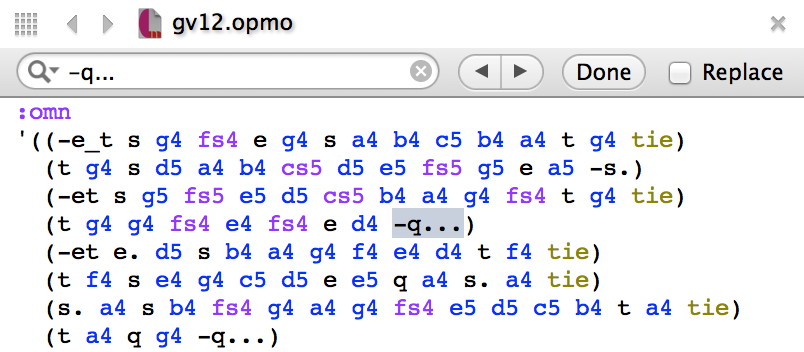 gv12.opmo
-q... Done Replace
:omn
'((-e_t s g4 fs4 e g4 s a4 b4 c5 b4 a4 t g4 tie)
(t g4 s d5 a4 b4 cs5 d5 e5 fs5 g5 e a5 -s.)
(-et s g5 fs5 e5 d5 cs5 b4 a4 g4 fs4 t g4 tie)
(t g4 g4 fs4 e4 fs4 e d4 -q...)
(-et e. d5 s b4 a4 g4 f4 e4 d4 t f4 tie)
(t f4 s e4 g4 c5 d5 e e5 q a4 s. a4 tie)
(s. a4 s b4 fs4 g4 a4 g4 fs4 e5 d5 c5 b4 t a4 tie)
(t a4 q g4 -q...)